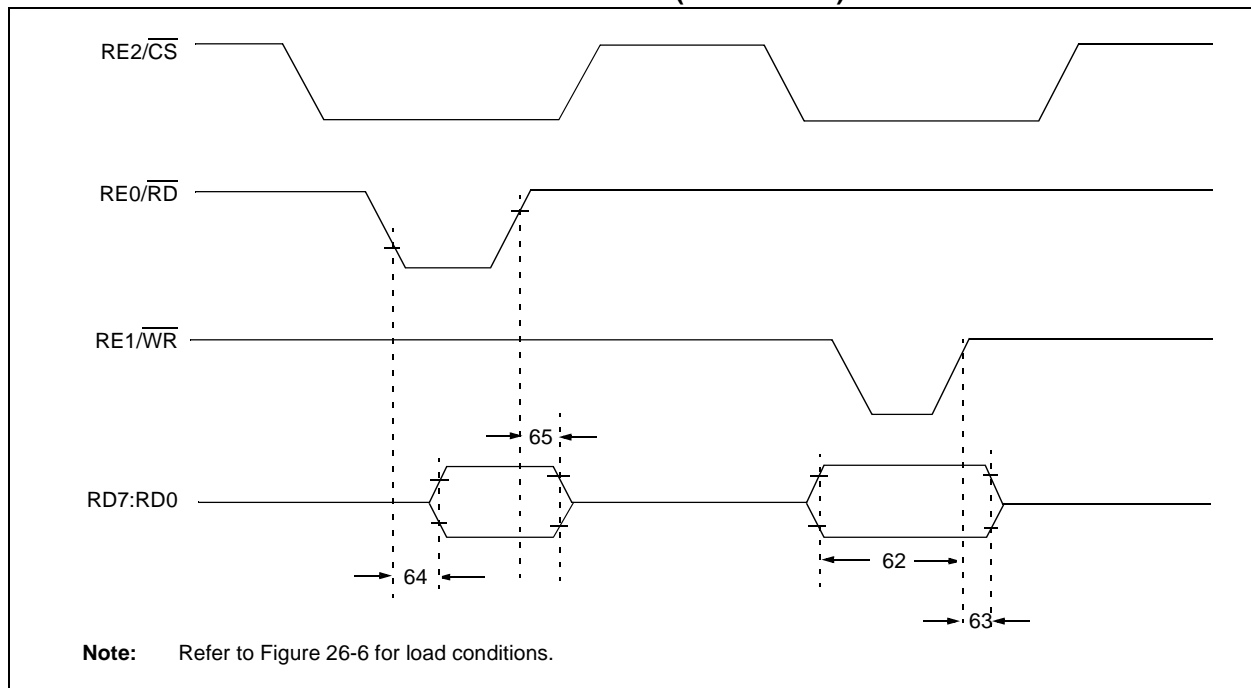 RE2/CS
RE0/RD
RE1/WR
65
RD7:RD0
64
62
63
Note: Refer to Figure 26-6 for load conditions.